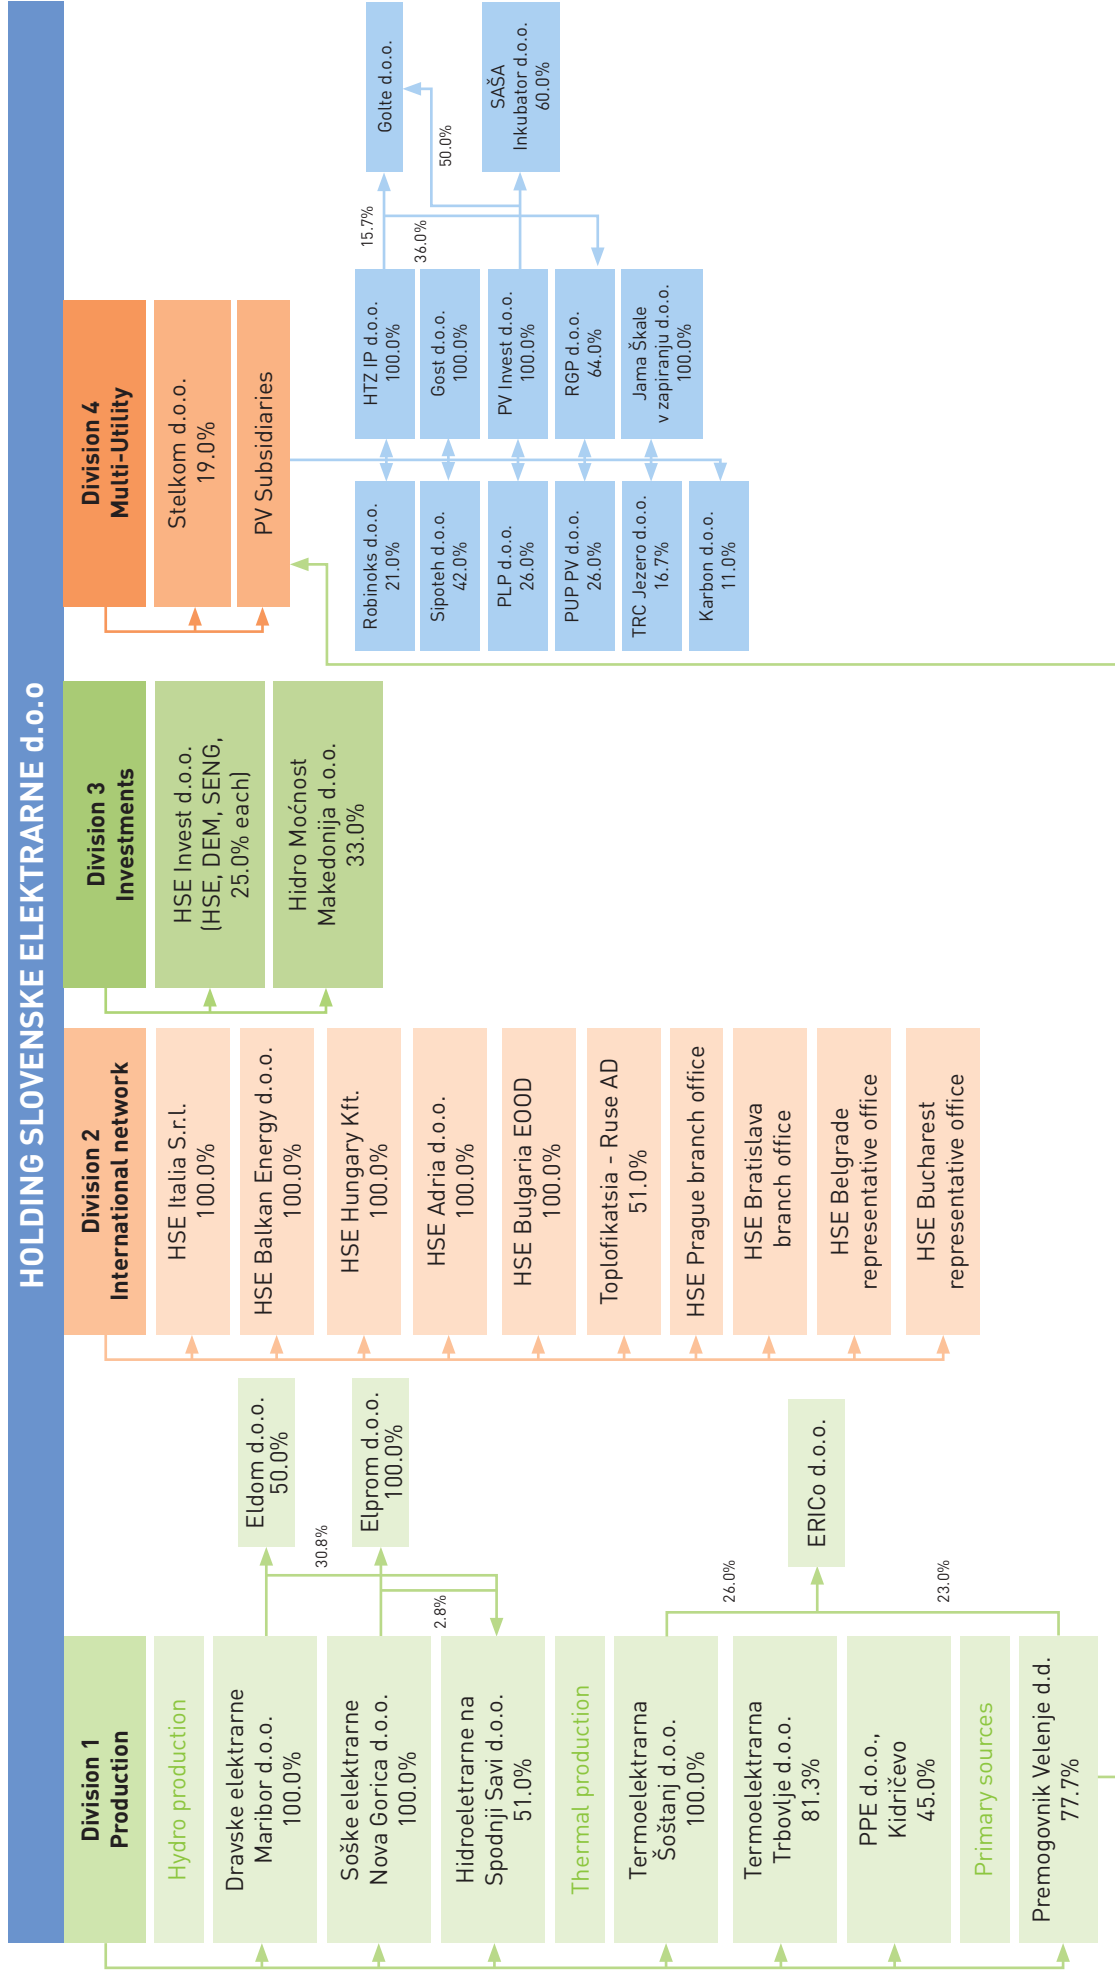 HOLDING SLOVENSKE ELEKTRARNE d.o.o
Division 1
Production
Hydro production
Dravske elektrarne
Maribor d.o.o.
100.0%
Soške elektrarne
Nova Gorica d.o.o.
100.0%
Hidroeletrarne na
Spodnji Savi d.o.o.
51.0%
Thermal production
Termoelektrarna
Šoštanj d.o.o.
100.0%
Termoelektrarna
Trbovlje d.o.o.
81.3%
PPE d.o.o.,
Kidričevo
45.0%
Primary sources
Premogovnik Velenje d.d.
77.7%
Eldom d.o.o.
50.0%
30.8%
Elprom d.o.o.
100.0%
2.8%
26.0%
ERICo d.o.o.
23.0%
Division 2
International network
HSE Italia S.r.l.
100.0%
HSE Balkan Energy d.o.o.
100.0%
HSE Hungary Kft.
100.0%
HSE Adria d.o.o.
100.0%
HSE Bulgaria EOOD
100.0%
Toplofikatsia - Ruse AD
51.0%
HSE Prague branch office
HSE Bratislava
branch office
HSE Belgrade
representative office
HSE Bucharest
representative office
Division 3
Investments
HSE Invest d.o.o.
(HSE, DEM, SENG,
25.0% each)
Hidro Moćnost
Makedonija d.o.o.
33.0%
Division 4
Multi-Utility
Stelkom d.o.o.
19.0%
PV Subsidiaries
Robinoks d.o.o.
21.0%
Sipoteh d.o.o.
42.0%
PLP d.o.o.
26.0%
PUP PV d.o.o.
26.0%
TRC Jezero d.o.o.
16.7%
Karbon d.o.o.
11.0%
HTZ IP d.o.o.
100.0%
Gost d.o.o.
100.0%
PV Invest d.o.o.
100.0%
RGP d.o.o.
64.0%
Jama Škale
v zapiranju d.o.o.
100.0%
15.7%
36.0%
50.0%
Golte d.o.o.
SAŠA
Inkubator d.o.o.
60.0%